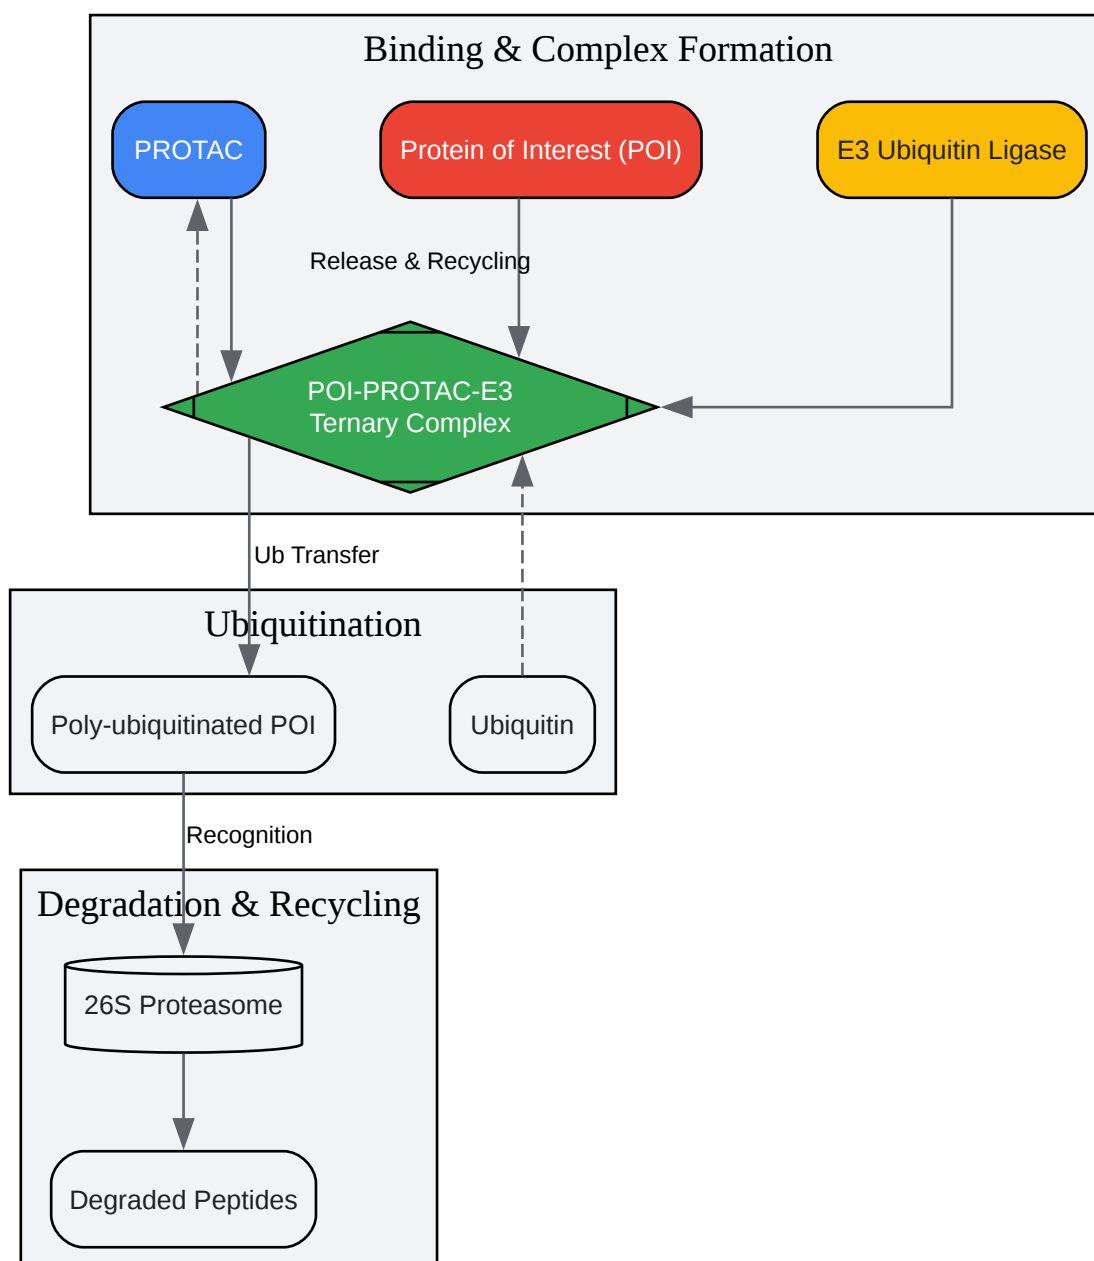 Binding & Complex Formation
PROTAC
Protein of Interest (POI)
E3 Ubiquitin Ligase
Release & Recycling
POI-PROTAC-E3
Ternary Complex
Ub Transfer
Ubiquitination
Poly-ubiquitinated POI
Ubiquitin
Recognition
Degradation & Recycling
26S Proteasome
Degraded Peptides